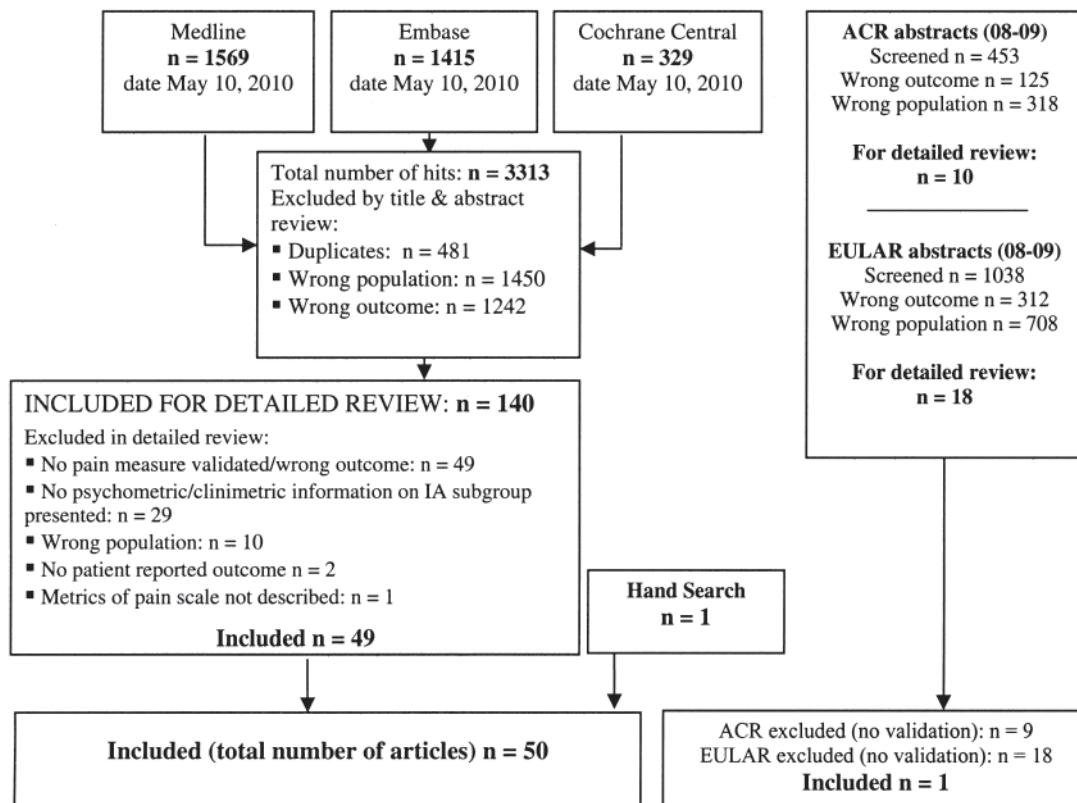 Medline
n = 1569
date May 10, 2010
Embase
n = 1415
date May 10, 2010
Cochrane Central
n = 329
date May 10, 2010
Total number of hits: n = 3313
Excluded by title & abstract
review:
▪ Duplicates: n = 481
▪ Wrong population: n = 1450
▪ Wrong outcome: n = 1242
INCLUDED FOR DETAILED REVIEW: n = 140
Excluded in detailed review:
▪ No pain measure validated/wrong outcome: n = 49
▪ No psychometric/clinimetric information on IA subgroup
presented: n = 29
▪ Wrong population: n = 10
▪ No patient reported outcome n = 2
▪ Metrics of pain scale not described: n = 1
Included n = 49
Hand Search
n = 1
Included (total number of articles) n = 50
ACR abstracts (08-09)
Screened n = 453
Wrong outcome n = 125
Wrong population n = 318
For detailed review:
n = 10
EULAR abstracts (08-09)
Screened n = 1038
Wrong outcome n = 312
Wrong population n = 708
For detailed review:
n = 18
ACR excluded (no validation): n = 9
EULAR excluded (no validation): n = 18
Included n = 1